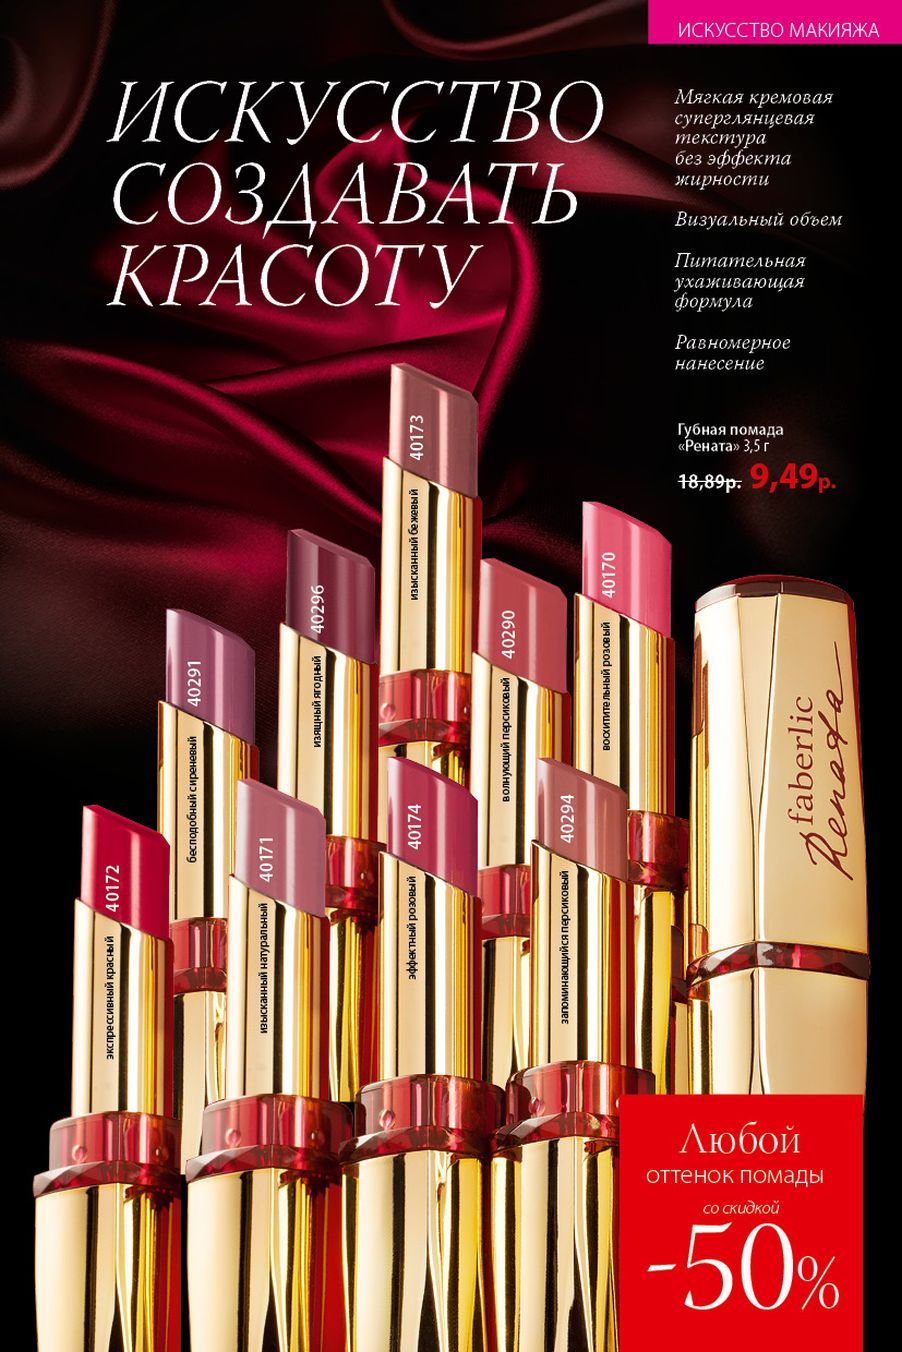 ИСКУССТВО МАКИЯЖА
ИСКУССТВО
СОЗДАВАТЬ
КРАСОТУ
Мягкая кремовая
суперглянцевая
текстура
без эффекта
жирности
Визуальный объем
Питательная
ухаживающая
формула
Равномерное
нанесение
Губная помада
«Рената» 3,5 г
18,89р. 9,49р.
40173
изысканный бежевый
40170
восхитительный розовый
40296
изящный ягодный
40290
волнующий персиковый
40291
бесподобный сиреневый
40174
эффектный розовый
40294
запоминающийся персиковый
40171
изысканный натуральный
40172
экспрессивный красный
faberlic
Renata
Любой
оттенок помады
со скидкой
-50%